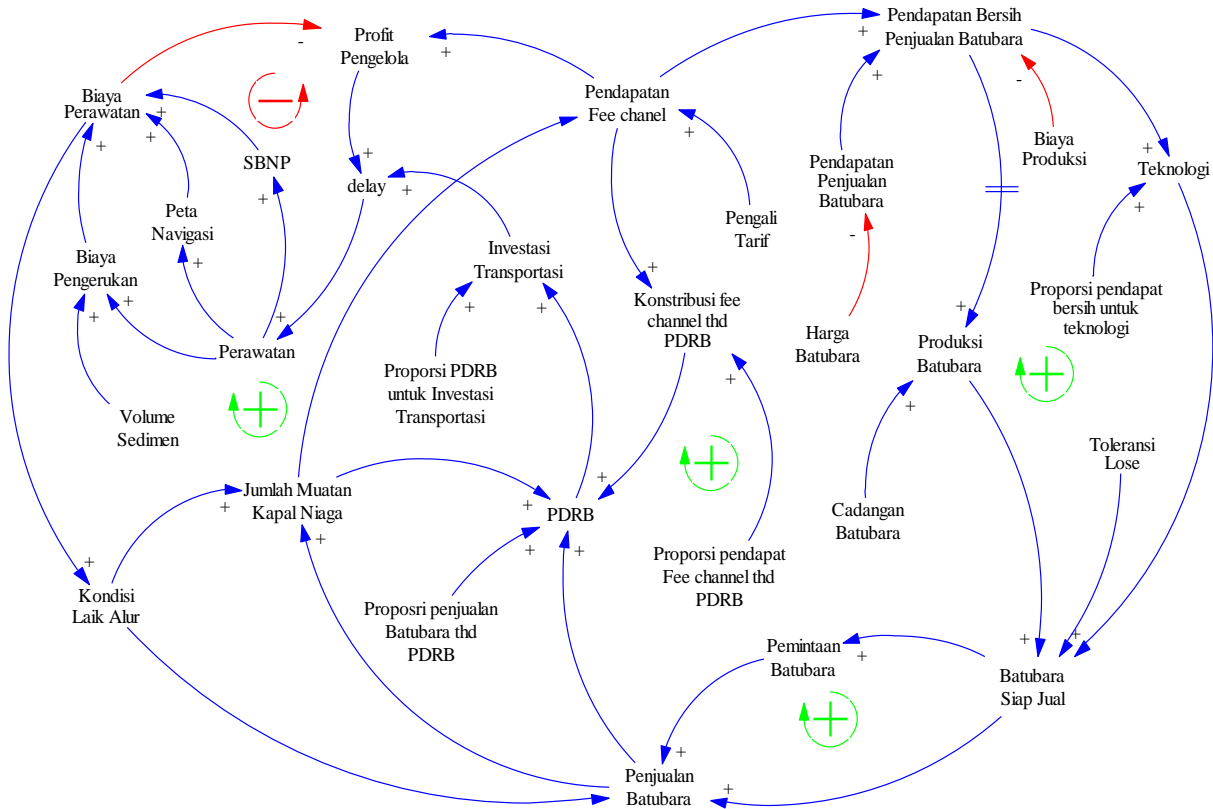 Profit
Pengelola
Pendapatan Bersih
Penjualan Batubara
Biaya
Perawatan
Pendapatan
Fee chanel
SBNP
delay
Pendapatan
Penjualan
Batubara
Biaya
Produksi
Teknologi
Peta
Navigasi
Pengali
Tarif
Biaya
Pengerukan
Investasi
Transportasi
Konstribusi fee
channel thd
PDRB
Harga
Batubara
Proporsi pendapat
bersih untuk
teknologi
Perawatan
Proporsi PDRB
untuk Investasi
Transportasi
Produksi
Batubara
Volume
Sedimen
Toleransi
Lose
Jumlah Muatan
Kapal Niaga
PDRB
Cadangan
Batubara
Kondisi
Laik Alur
Proposri penjualan
Batubara thd
PDRB
Proporsi pendapat
Fee channel thd
PDRB
Pemintaan
Batubara
Batubara
Siap Jual
Penjualan
Batubara